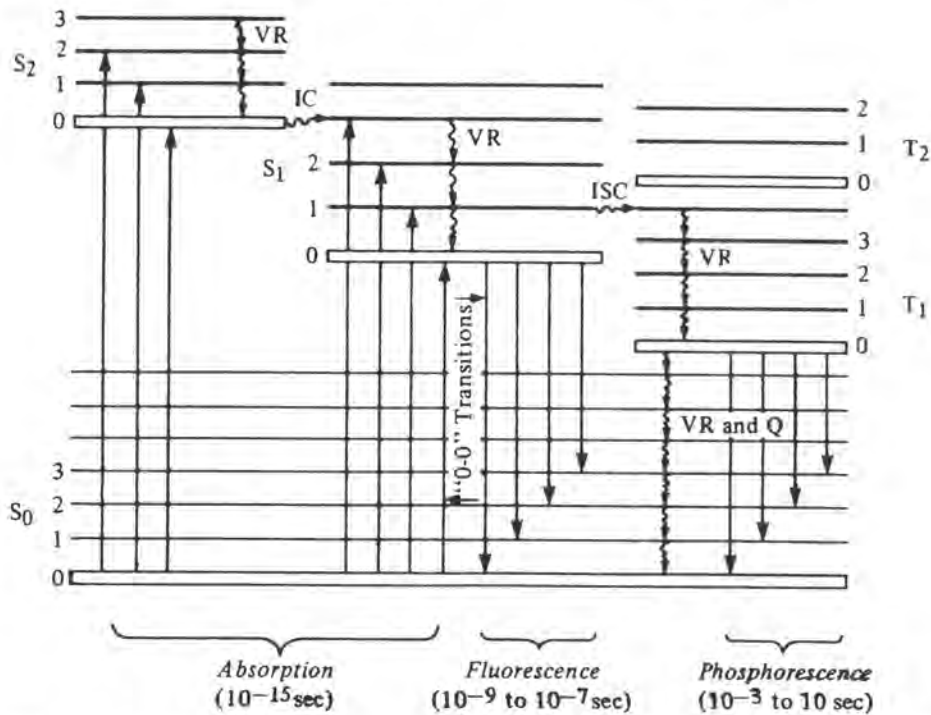 3
2
S2
1
0
VR
IC
S1
2
1
0
VR
ISC
2
1
T2
0
3
VR
2
1
T1
0
"0-0" Transitions
VR and Q
3
2
S0
1
0
Absorption
(10−15sec)
Fluorescence
(10−9 to 10−7sec)
Phosphorescence
(10−3 to 10 sec)